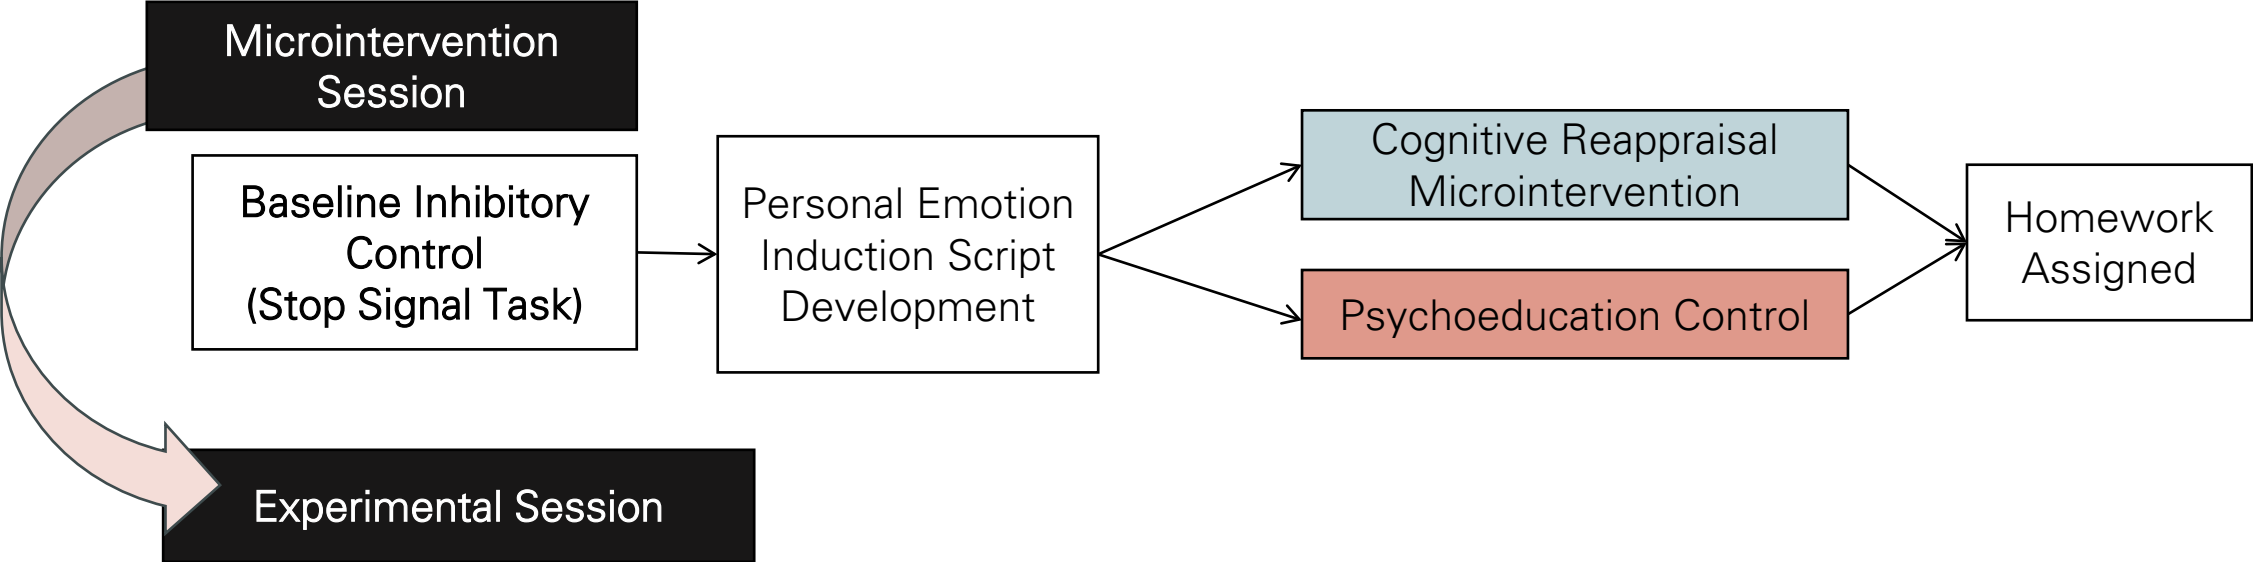 Microintervention
Session
Baseline Inhibitory
Control
(Stop Signal Task)
Personal Emotion
Induction Script
Development
Cognitive Reappraisal
Microintervention
Psychoeducation Control
Homework
Assigned
Experimental Session